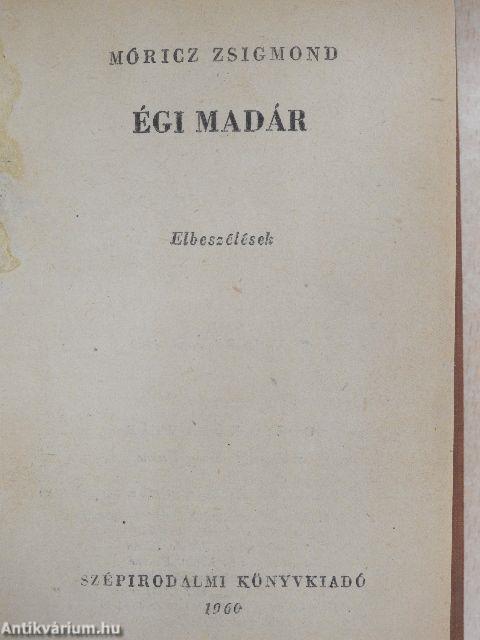 MÓRICZ ZSIGMOND
ÉGI MADÁR
Elbeszélések
SZÉPIRODALMI KÖNYVKIADÓ
1960
Antikvárium.hu